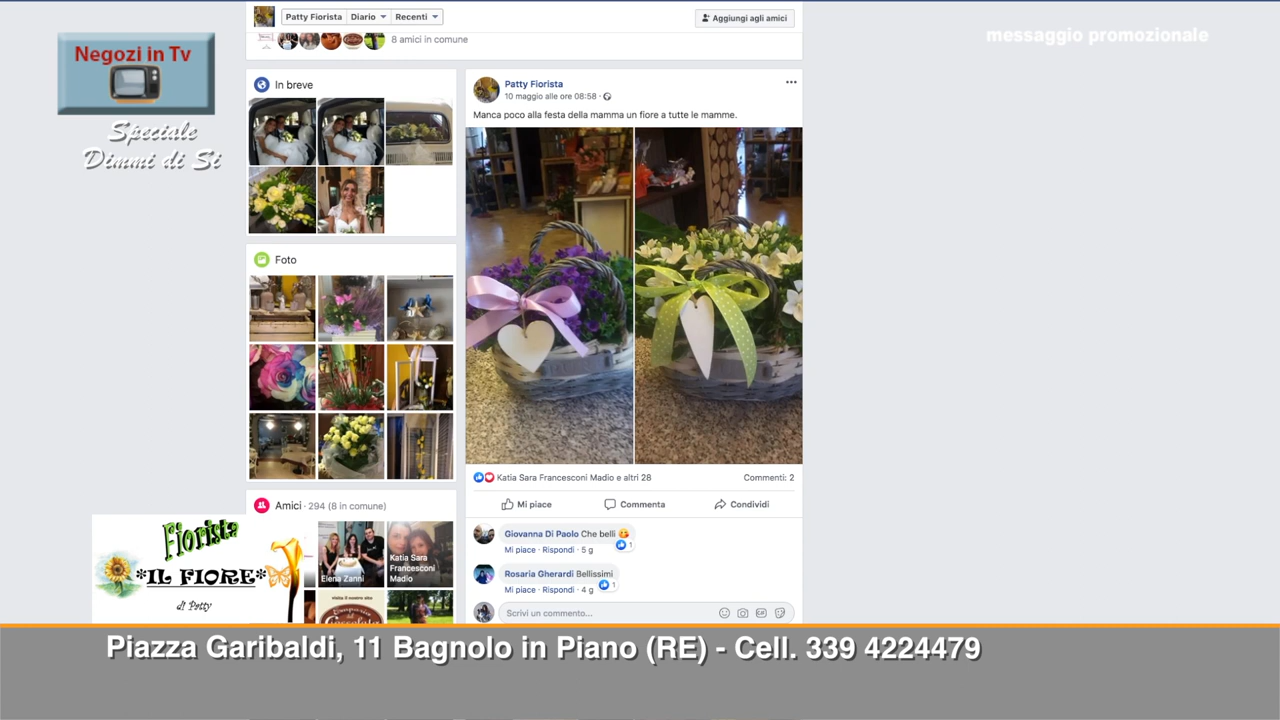 Patty Fiorista Diario Recenti
Aggiungi agli amici
8 amici in comune
messaggio promozionale
Negozi in Tv
Speciale
Dimmi di Si
In breve
Foto
Amici · 294 (8 in comune)
Elena Zanni
Katia Sara
Francesconi
Madio
Patty Fiorista
10 maggio alle ore 08:58 ·
Manca poco alla festa della mamma un fiore a tutte le mamme.
Katia Sara Francesconi Madio e altri 28
Commenti: 2
Mi piace
Commenta
Condividi
Giovanna Di Paolo Che belli 😘
1
Mi piace · Rispondi · 5 g
Rosaria Gherardi Bellissimi
1
Mi piace · Rispondi · 4 g
Scrivi un commento...
Fiorista
*IL FIORE*
di Patty
Piazza Garibaldi, 11 Bagnolo in Piano (RE) - Cell. 339 4224479